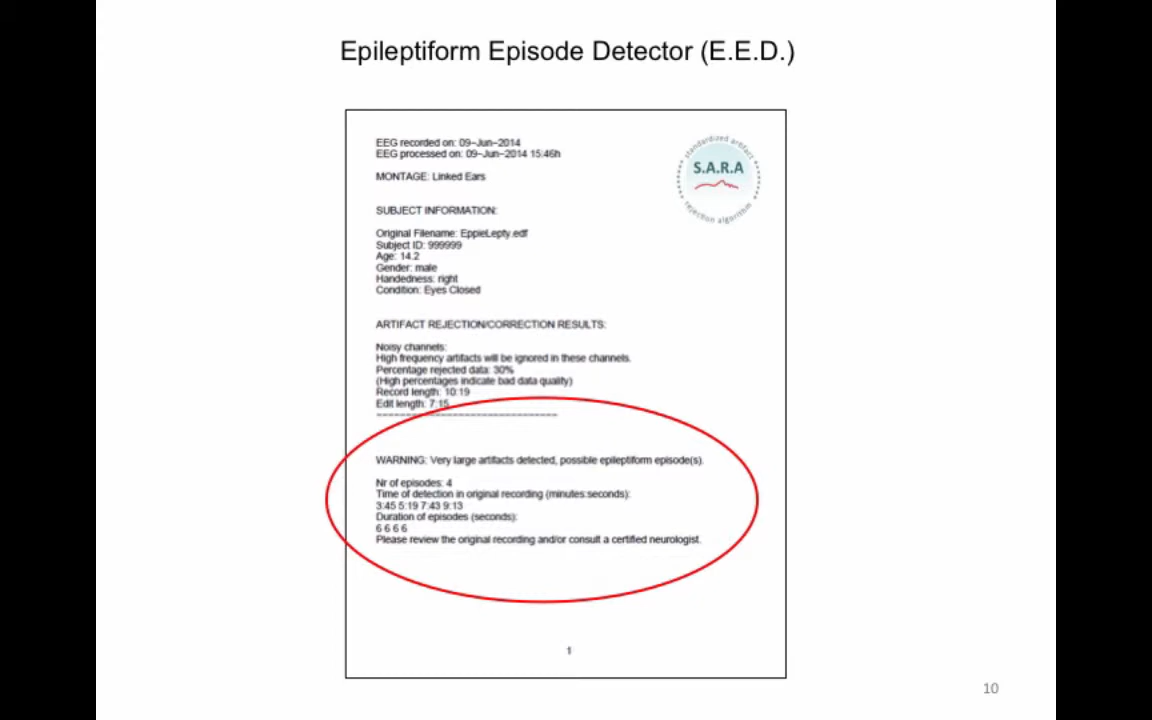 Epileptiform Episode Detector (E.E.D.)
EEG recorded on: 09-Jun-2014
EEG processed on: 09-Jun-2014 15:46h
standardized artifact
S.A.R.A
rejection algorithm
MONTAGE: Linked Ears
SUBJECT INFORMATION:
Original Filename: EppieLepty.edf
Subject ID: 999999
Age: 14.2
Gender: male
Handedness: right
Condition: Eyes Closed
ARTIFACT REJECTION/CORRECTION RESULTS:
Noisy channels:
High frequency artifacts will be ignored in these channels.
Percentage rejected data: 30%
(High percentages indicate bad data quality)
Record length: 10:19
Edit length: 7:15
------------------------------------
WARNING: Very large artifacts detected, possible epileptiform episode(s).
Nr of episodes: 4
Time of detection in original recording (minutes:seconds):
3:45 5:19 7:43 9:13
Duration of episodes (seconds):
6 6 6 6
Please review the original recording and/or consult a certified neurologist.
1
10